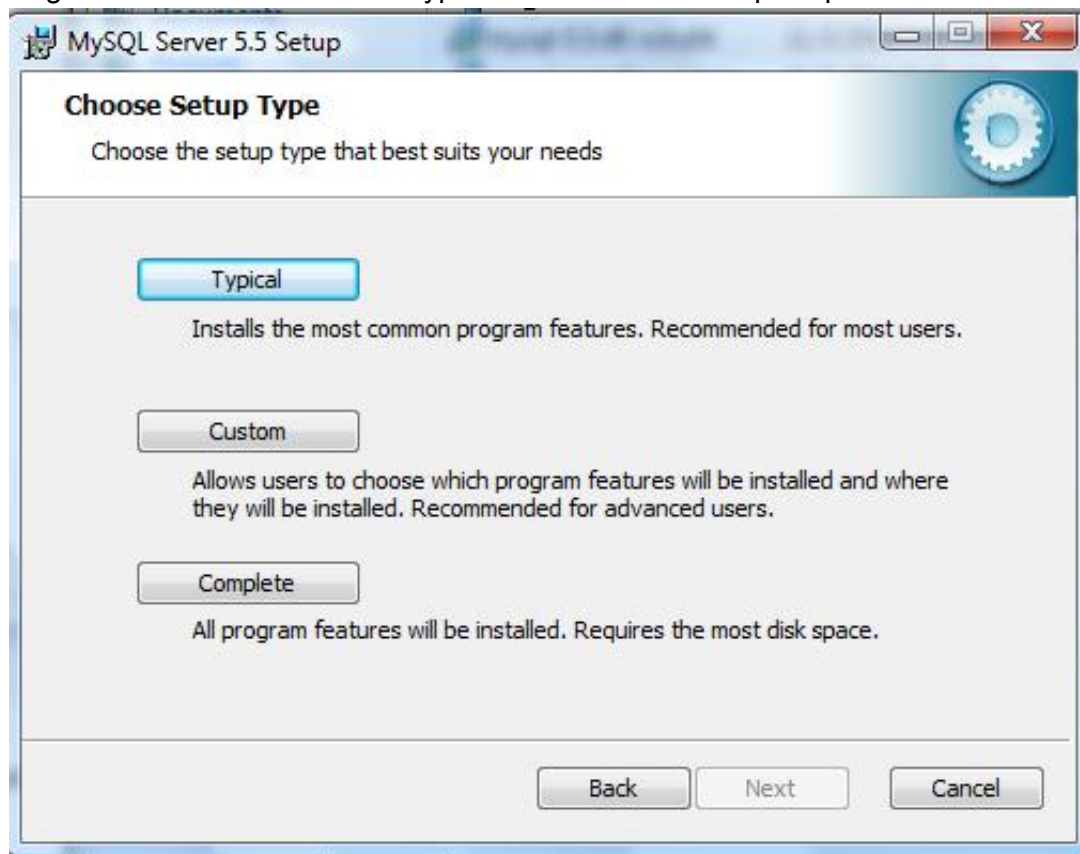 MySQL Server 5.5 Setup
Choose Setup Type
Choose the setup type that best suits your needs
Typical
Installs the most common program features. Recommended for most users.
Custom
Allows users to choose which program features will be installed and where
they will be installed. Recommended for advanced users.
Complete
All program features will be installed. Requires the most disk space.
Back Next Cancel